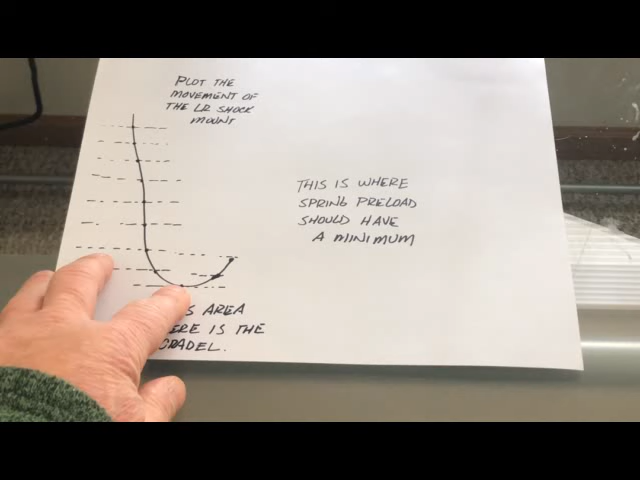 PLOT THE
MOVEMENT OF
THE LR SHOCK
MOUNT
THIS IS WHERE
SPRING PRELOAD
SHOULD HAVE
A MINIMUM
AREA
IS THE
CRADEL.